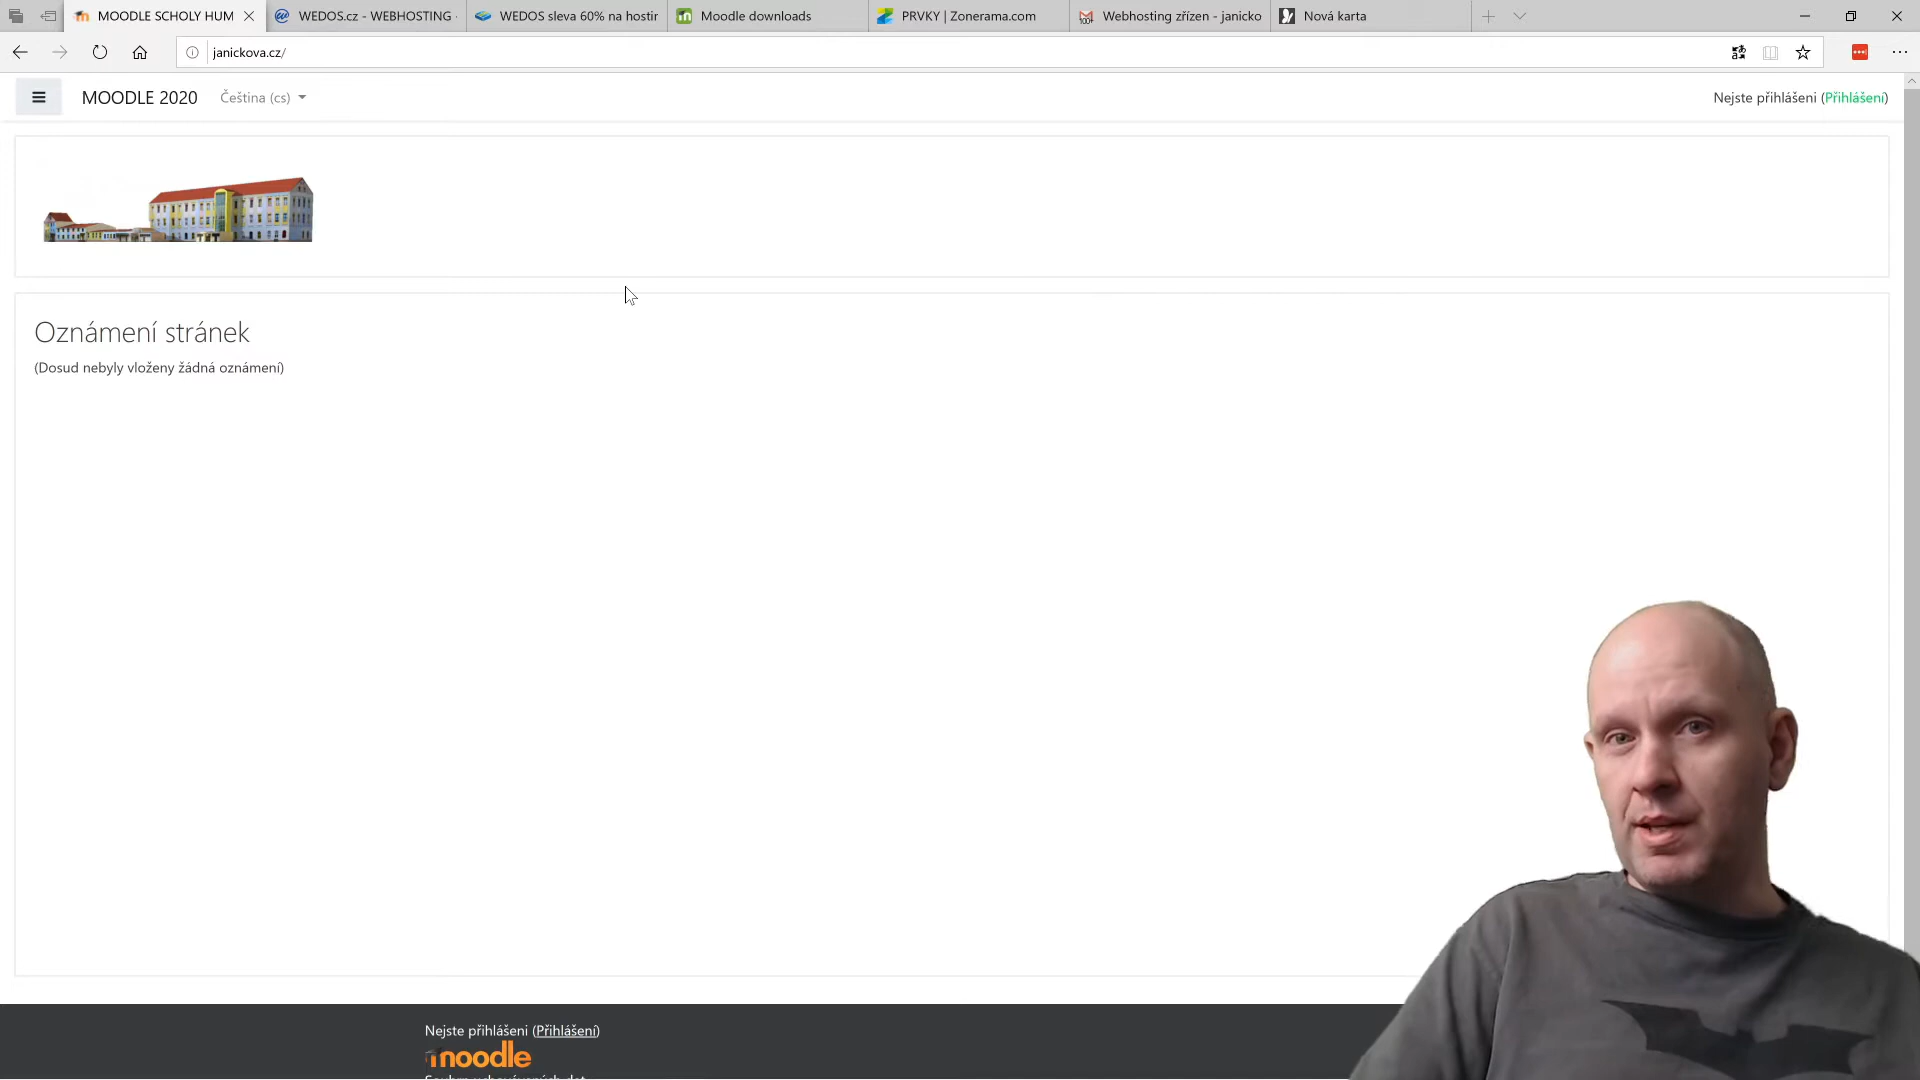 MOODLE SCHOLY HUM
WEDOS.cz - WEBHOSTING
WEDOS sleva 60% na hostin
Moodle downloads
PRVKY | Zonerama.com
Webhosting zřízen - janicko
Nová karta
janickova.cz/
MOODLE 2020
Čeština (cs)
Nejste přihlášeni (Přihlášení)
Oznámení stránek
(Dosud nebyly vloženy žádná oznámení)
Nejste přihlášeni (Přihlášení)
moodle